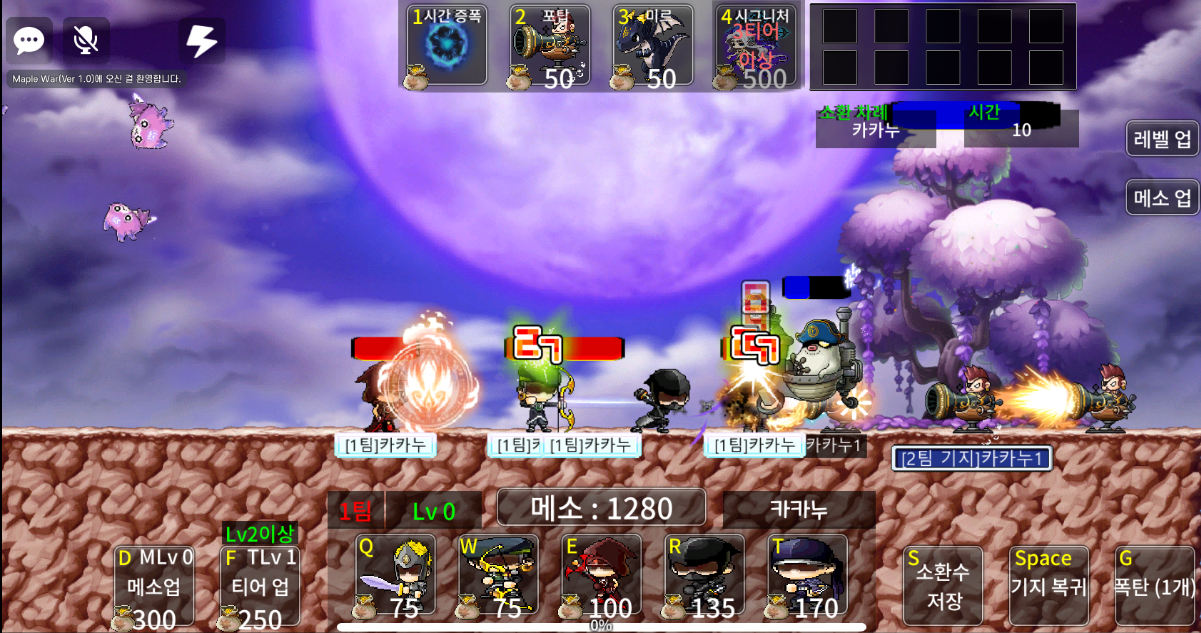 Maple War(Ver 1.0)에 오신 걸 환영합니다.
1 시간 증폭
2 포탑
50
3 미르
50
4 시그니처
3티어
이상
500
소환 차례
카카누
시간
10
레벨 업
메소 업
27
[1팀]카카누
[1팀]카
[1팀]카카누
[1팀]카카누
카카누1
[2팀 기지]카카누1
1팀
Lv 0
메소 : 1280
카카누
Lv2이상
D MLv 0
메소업
300
F TLv 1
티어 업
250
Q
75
W
75
E
100
R
135
T
170
0%
S
소환수
저장
Space
기지 복귀
G
폭탄 (1개)